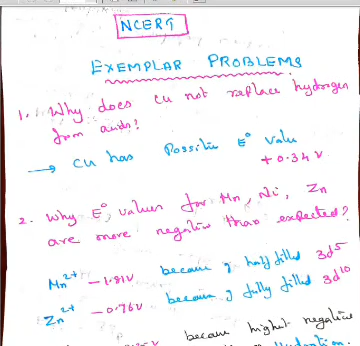 NCERT
EXEMPLAR PROBLEMS
1. Why does cu not replace hydrogen
from acids?
→ Cu has Possitive E° Value
+0.34 V
2. Why E° values for Mn, Ni, Zn
are more negative than expected?
Mn²⁺ -1.81V because of half filled 3d⁵
Zn²⁺ -0.76V because of fully filled 3d¹⁰
because highest negative